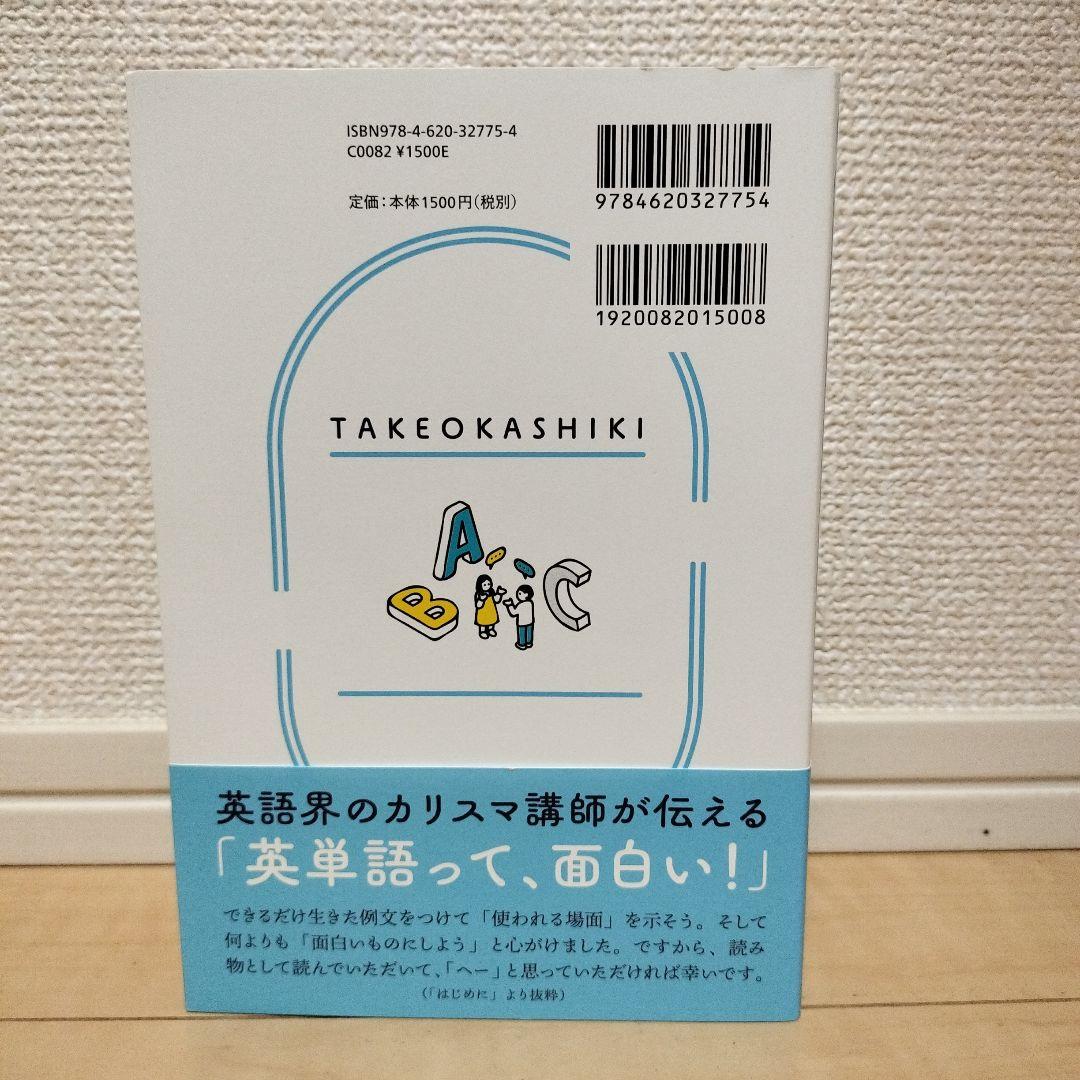 ISBN978-4-620-32775-4
C0082 ¥1500E
定価：本体1500円（税別）
9784620327754
1920082015008
TAKEOKASHIKI
A
B
C
英語界のカリスマ講師が伝える
「英単語って、面白い！」
できるだけ生きた例文をつけて「使われる場面」を示そう。そして
何よりも「面白いものにしよう」と心がけました。ですから、読み
物として読んでいただいて、「へー」と思っていただければ幸いです。
（「はじめに」より抜粋）